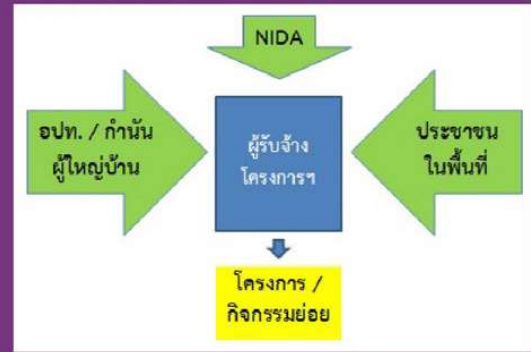 NIDA
อปท. / กำนัน
ผู้ใหญ่บ้าน
ผู้รับจ้าง
โครงการฯ
ประชาชน
ในพื้นที่
โครงการ /
กิจกรรมย่อย